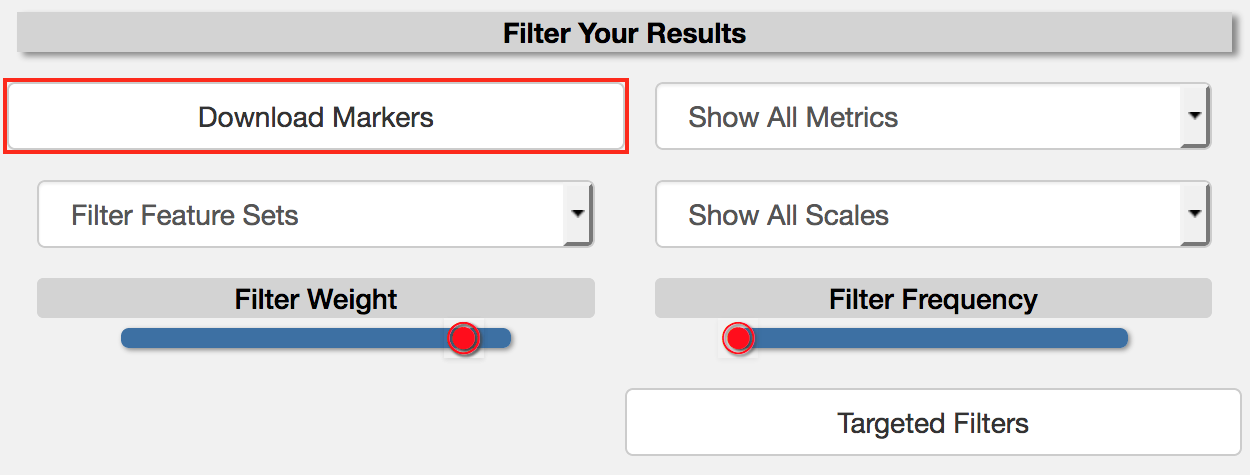 Filter Your Results
Download Markers
Show All Metrics
Filter Feature Sets
Show All Scales
Filter Weight
Filter Frequency
Targeted Filters